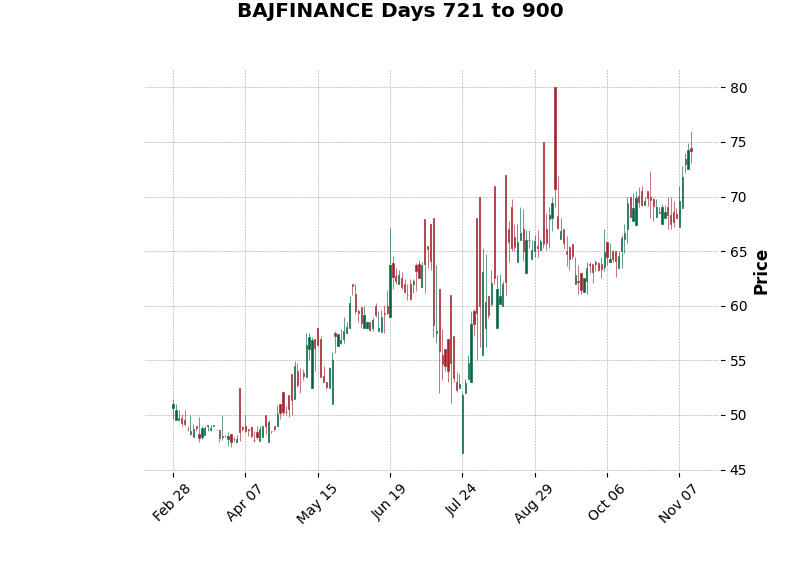 BAJFINANCE Days 721 to 900
80
75
70
65
60
55
50
45
Price
Feb 28
Apr 07
May 15
Jun 19
Jul 24
Aug 29
Oct 06
Nov 07